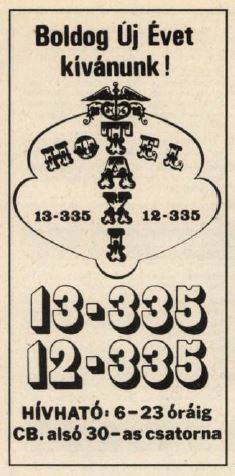 Boldog Új Évet
kívánunk!
HOTEL
TAXI
13-335 12-335
13-335
12-335
HÍVHATÓ: 6–23 óráig
CB. alsó 30-as csatorna